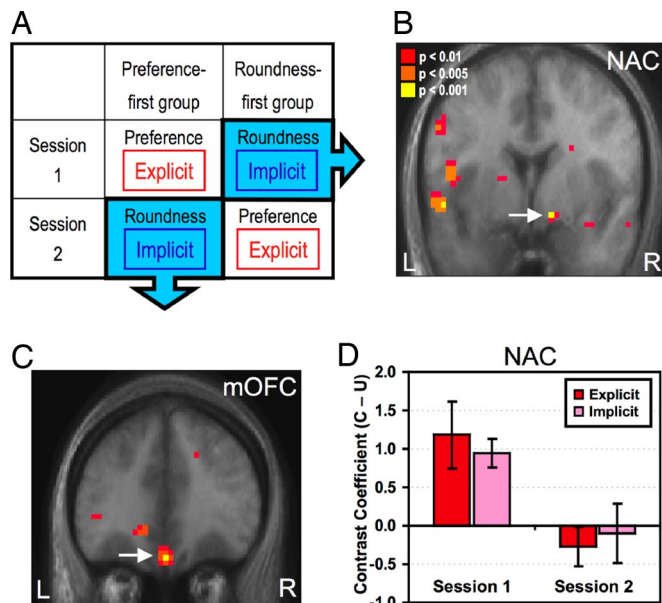 A
Preference-
first group
Roundness-
first group
Session
1
Preference
Explicit
Roundness
Implicit
Session
2
Roundness
Implicit
Preference
Explicit
B
NAC
p < 0.01
p < 0.005
p < 0.001
L
R
C
mOFC
L
R
D
NAC
Contrast Coefficient (C – U)
2.0
1.5
1.0
0.5
0.0
-0.5
-1.0
Explicit
Implicit
Session 1
Session 2